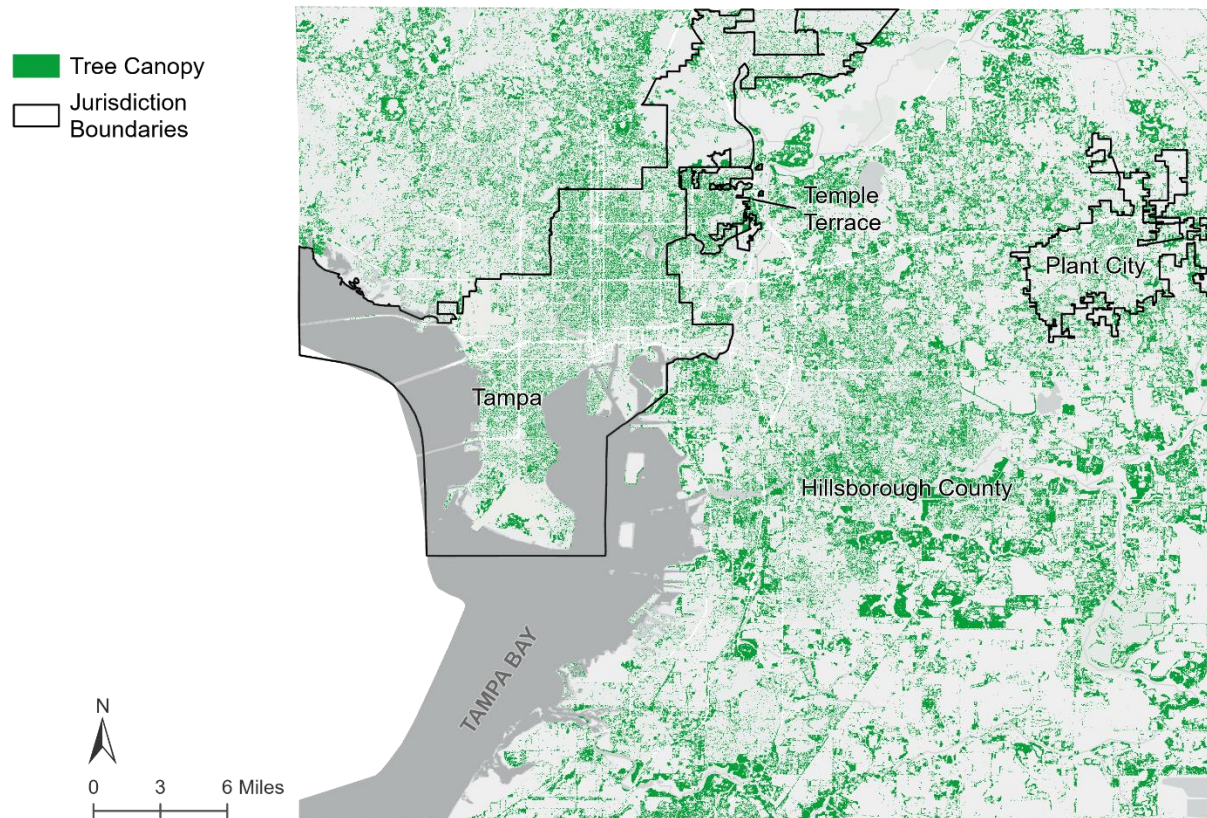 Tree Canopy
Jurisdiction
Boundaries
Temple
Terrace
Plant City
Tampa
Hillsborough County
TAMPA BAY
N
0 3 6 Miles